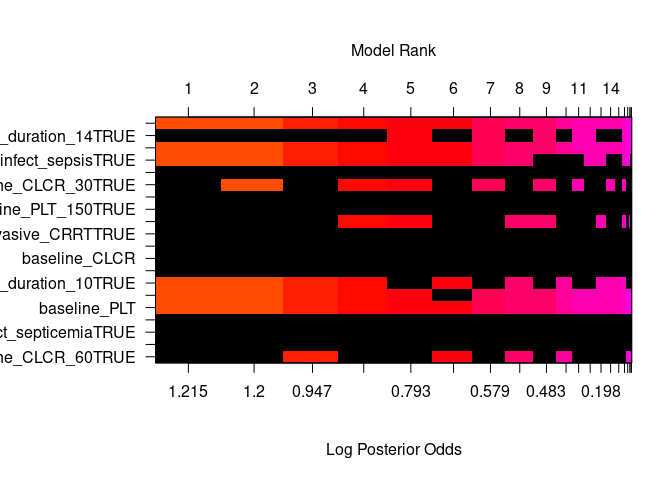 Model Rank
1 2 3 4 5 6 7 8 9 11 14
_duration_14TRUE
infect_sepsisTRUE
ne_CLCR_30TRUE
ine_PLT_150TRUE
vasive_CRRTTRUE
baseline_CLCR
_duration_10TRUE
baseline_PLT
ct_septicemiaTRUE
ne_CLCR_60TRUE
1.215 1.2 0.947 0.793 0.579 0.483 0.198
Log Posterior Odds